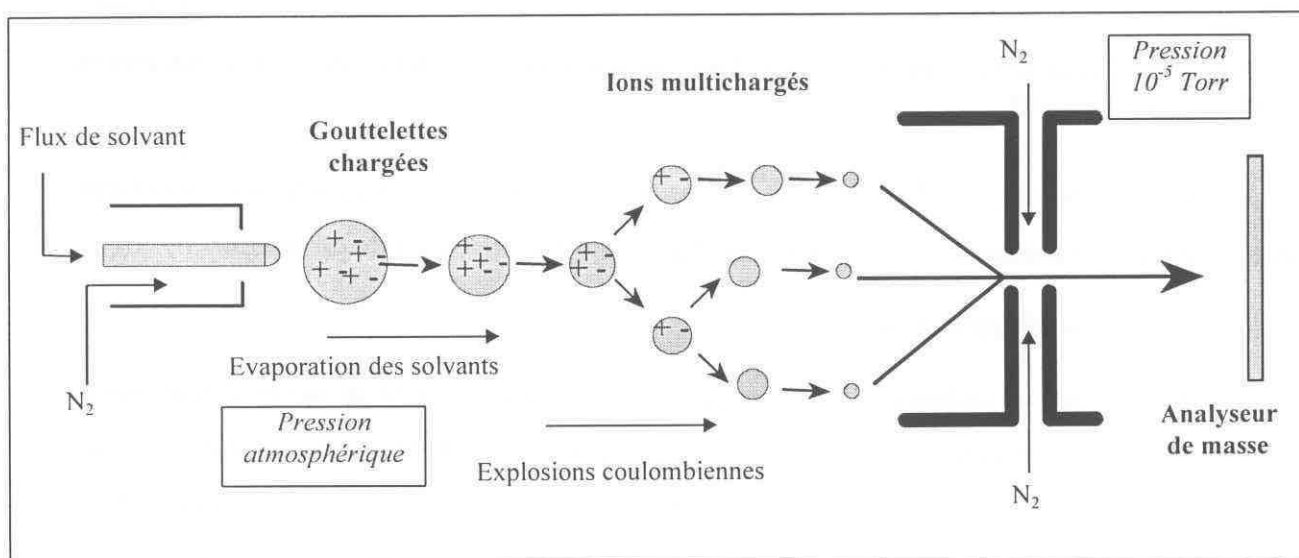 Flux de solvant
N2
Gouttelettes
chargées
Evaporation des solvants
Pression
atmosphérique
Ions multichargés
Explosions coulombiennes
N2
Pression
10-5 Torr
N2
Analyseur
de masse